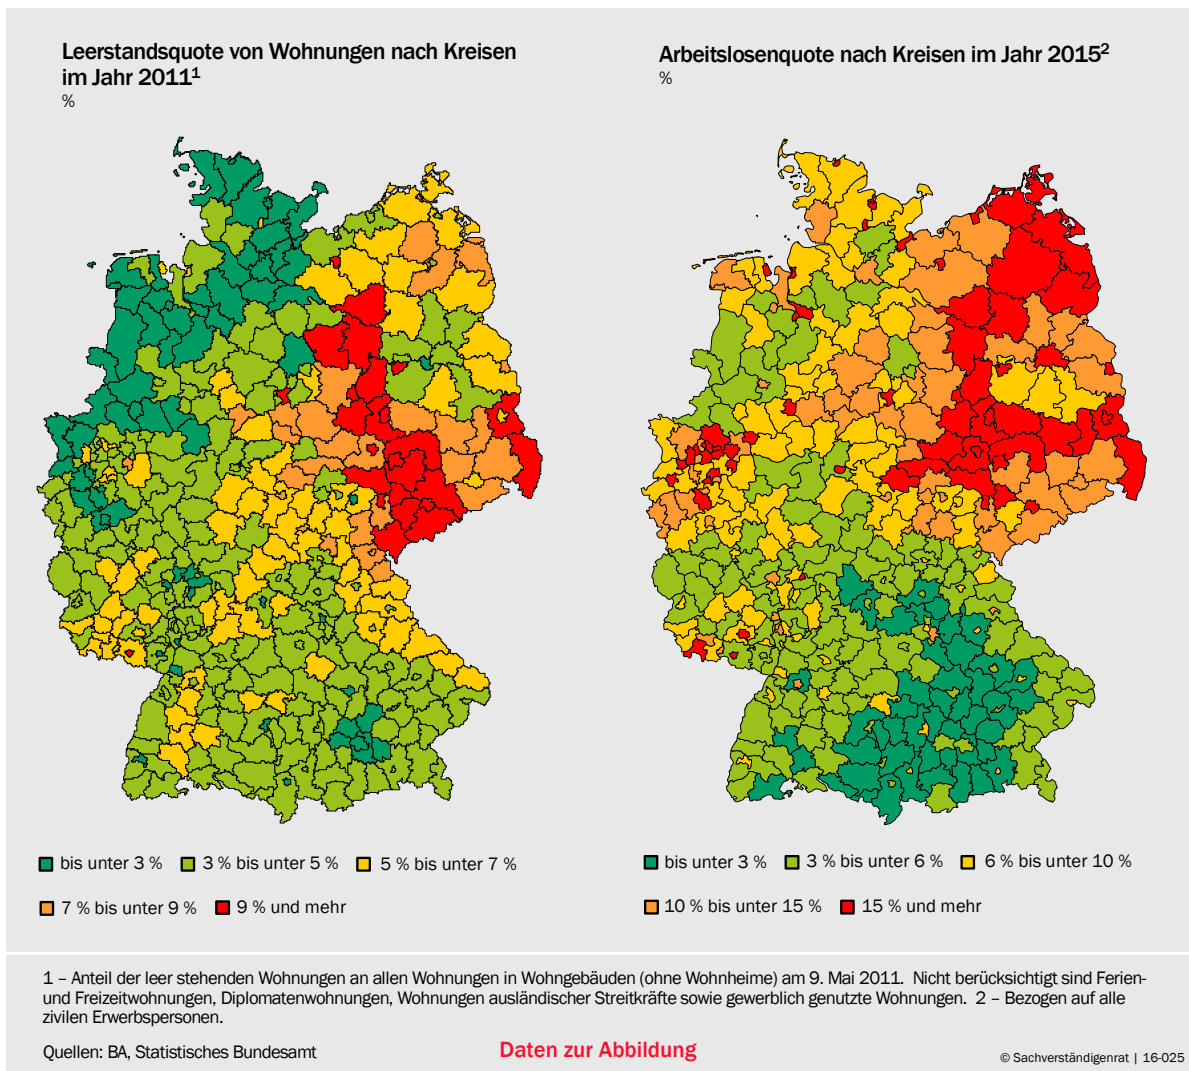 Leerstandsquote von Wohnungen nach Kreisen
im Jahr 2011¹
%
Arbeitslosenquote nach Kreisen im Jahr 2015²
%
bis unter 3 % 3 % bis unter 5 % 5 % bis unter 7 %
7 % bis unter 9 % 9 % und mehr
bis unter 3 % 3 % bis unter 6 % 6 % bis unter 10 %
10 % bis unter 15 % 15 % und mehr
1 – Anteil der leer stehenden Wohnungen an allen Wohnungen in Wohngebäuden (ohne Wohnheime) am 9. Mai 2011. Nicht berücksichtigt sind Ferien-
und Freizeitwohnungen, Diplomatenwohnungen, Wohnungen ausländischer Streitkräfte sowie gewerblich genutzte Wohnungen. 2 – Bezogen auf alle
zivilen Erwerbspersonen.
Quellen: BA, Statistisches Bundesamt
Daten zur Abbildung
© Sachverständigenrat | 16-025